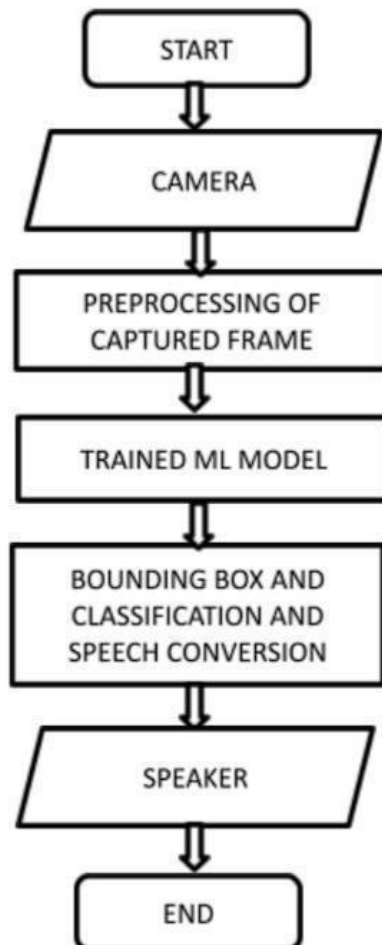 START
CAMERA
PREPROCESSING OF
CAPTURED FRAME
TRAINED ML MODEL
BOUNDING BOX AND
CLASSIFICATION AND
SPEECH CONVERSION
SPEAKER
END